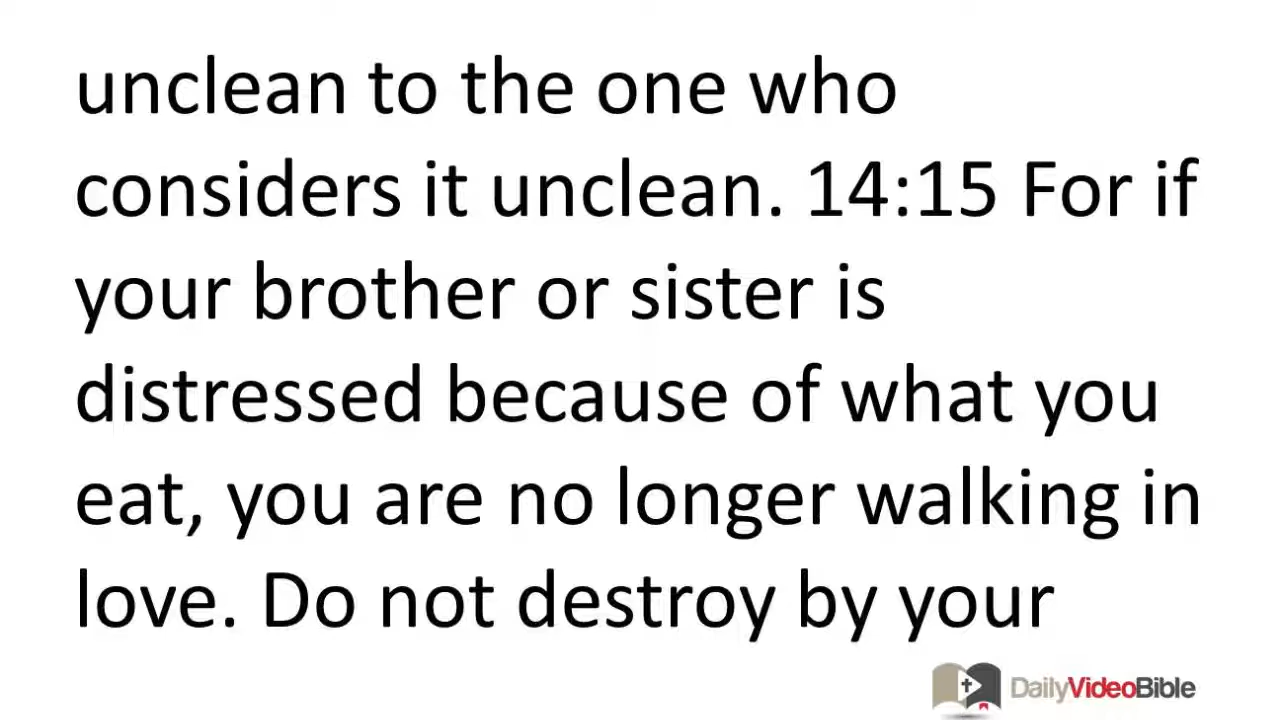 unclean to the one who
considers it unclean. 14:15 For if
your brother or sister is
distressed because of what you
eat, you are no longer walking in
love. Do not destroy by your
DailyVideoBible